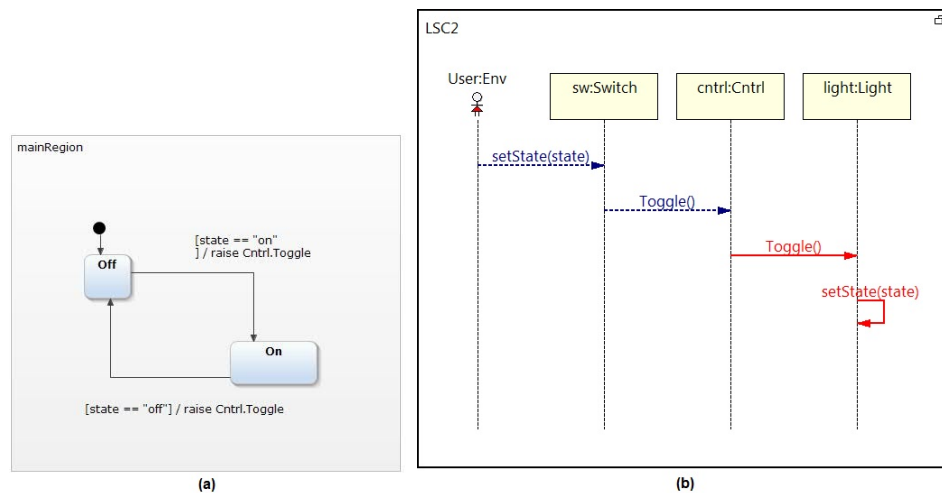 mainRegion
Off
[state == "on"
] / raise Cntrl.Toggle
On
[state == "off"] / raise Cntrl.Toggle
(a)
LSC2
User:Env
sw:Switch
cntrl:Cntrl
light:Light
setState(state)
Toggle()
Toggle()
setState(state)
(b)